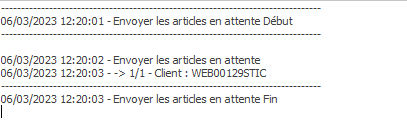 --------------------------------------------------------------------------------
06/03/2023 12:20:01 - Envoyer les articles en attente Début
--------------------------------------------------------------------------------
06/03/2023 12:20:02 - Envoyer les articles en attente
06/03/2023 12:20:03 - -> 1/1 - Client : WEB00129STIC
--------------------------------------------------------------------------------
06/03/2023 12:20:03 - Envoyer les articles en attente Fin